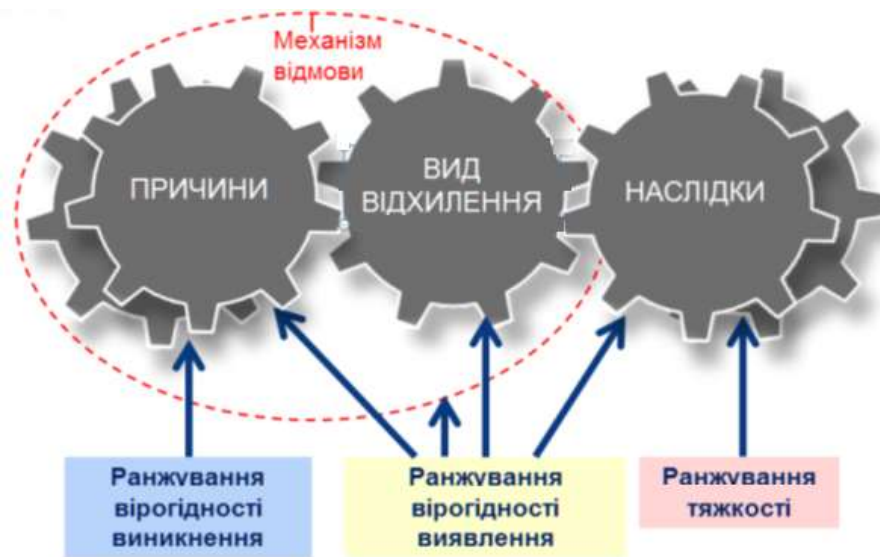 Механізм
відмови
ПРИЧИНИ
ВИД
ВІДХИЛЕННЯ
НАСЛІДКИ
Ранжування
вірогідності
виникнення
Ранжування
вірогідності
виявлення
Ранжування
тяжкості